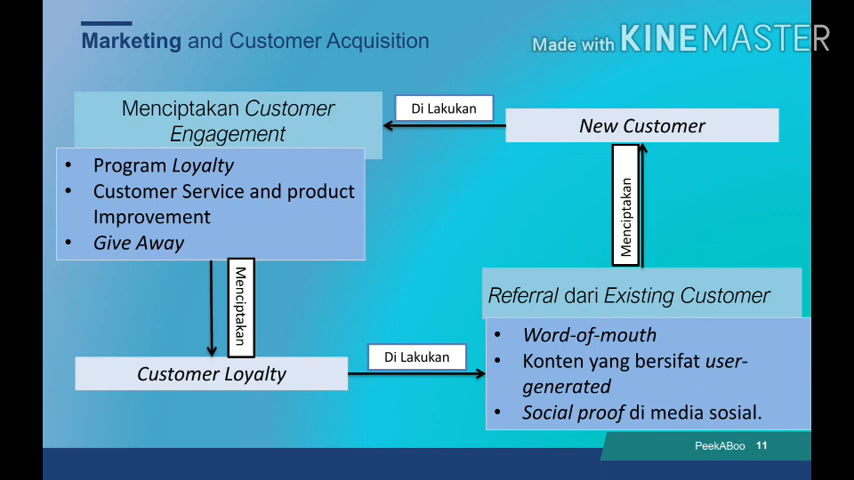 Marketing and Customer Acquisition
Made with KINEMASTER
Menciptakan Customer
Engagement
Di Lakukan
New Customer
• Program Loyalty
• Customer Service and product
Improvement
• Give Away
Menciptakan
Menciptakan
Customer Loyalty
Di Lakukan
Referral dari Existing Customer
• Word-of-mouth
• Konten yang bersifat user-
generated
• Social proof di media sosial.
PeekABoo 11